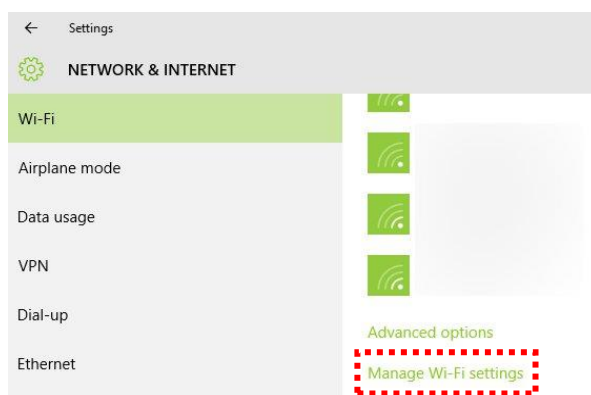 Settings
NETWORK & INTERNET
Wi-Fi
Airplane mode
Data usage
VPN
Dial-up
Ethernet
Advanced options
Manage Wi-Fi settings